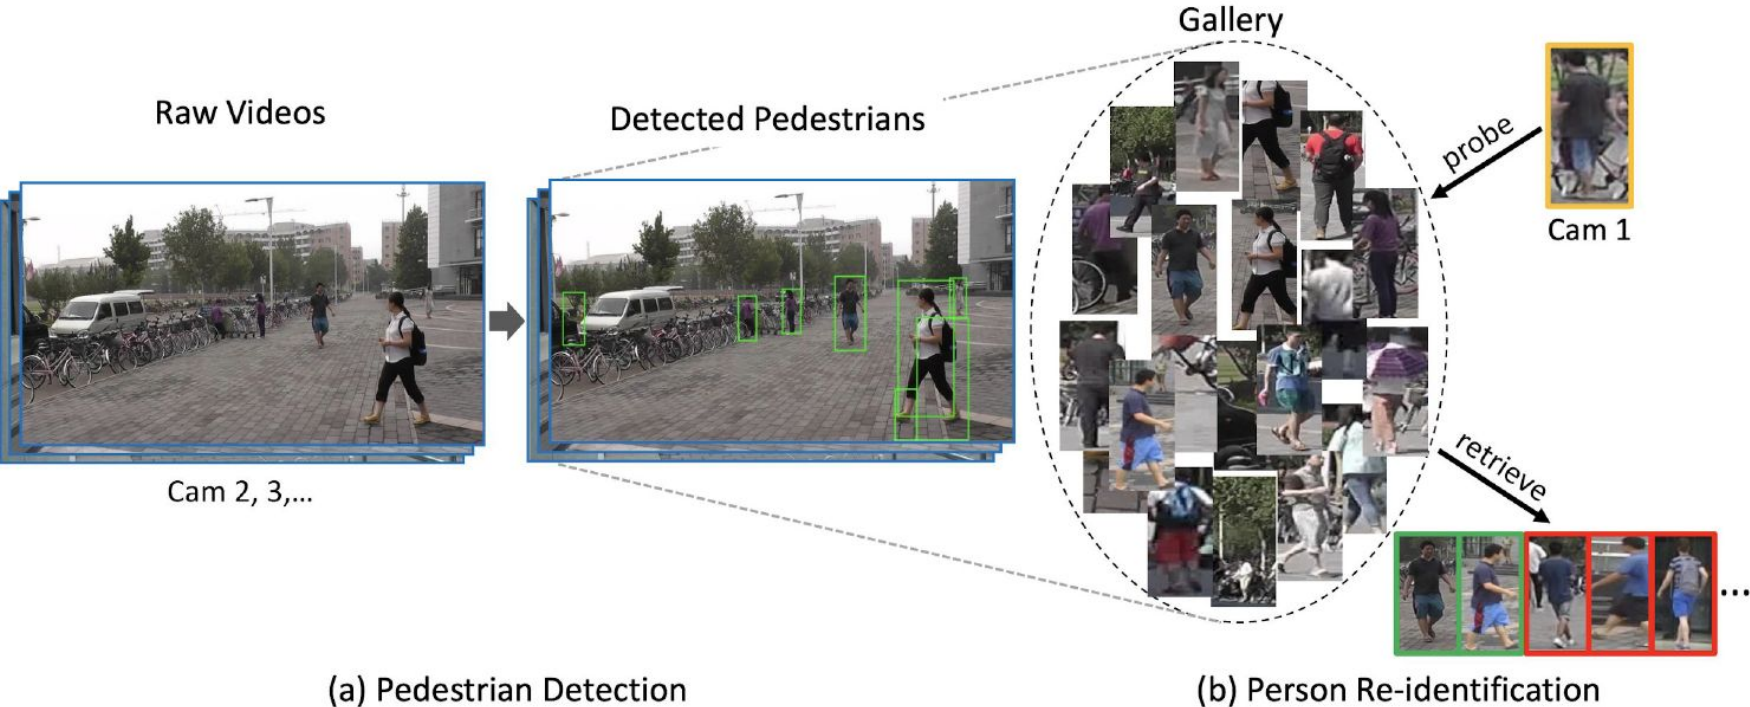 Gallery
Raw Videos
Detected Pedestrians
probe
Cam 1
retrieve
Cam 2, 3,...
...
(a) Pedestrian Detection
(b) Person Re-identification